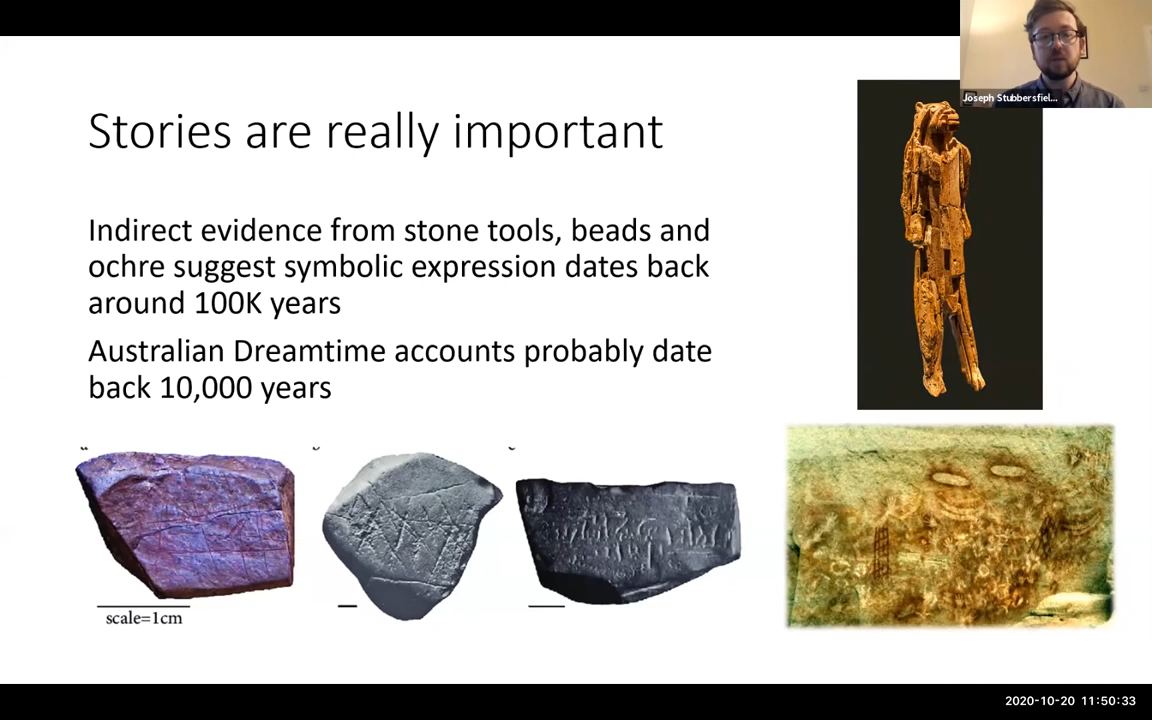 Joseph Stubbersfiel...
Stories are really important
Indirect evidence from stone tools, beads and
ochre suggest symbolic expression dates back
around 100K years
Australian Dreamtime accounts probably date
back 10,000 years
scale=1cm
2020-10-20 11:50:33